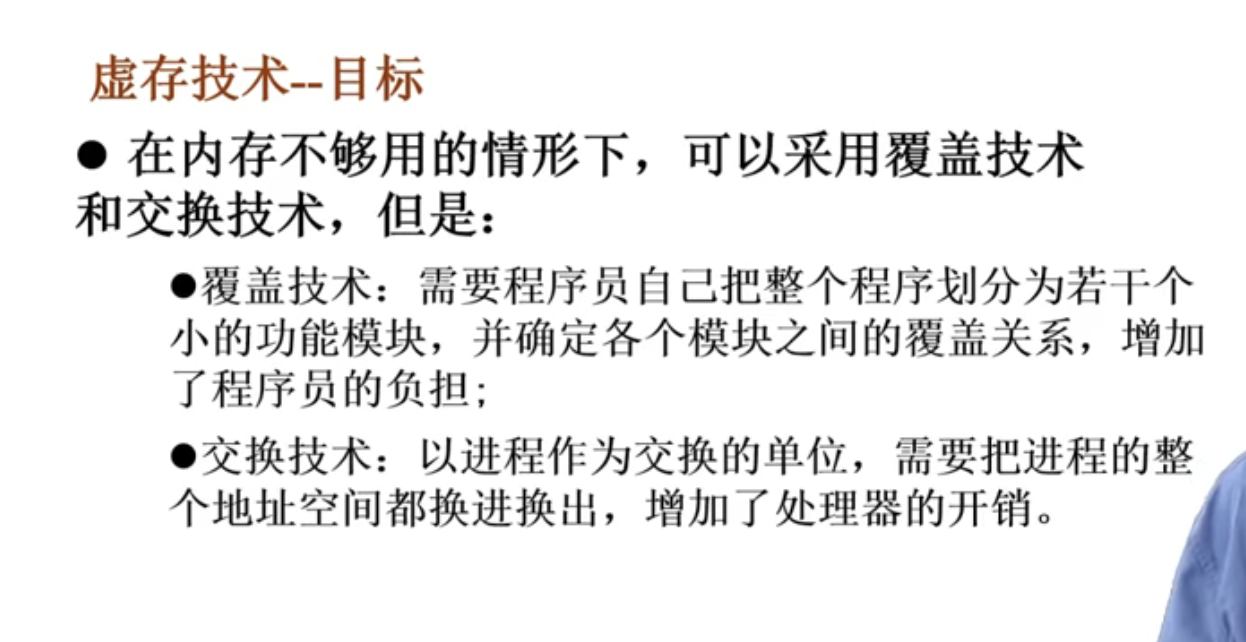 虚存技术--目标
● 在内存不够用的情形下，可以采用覆盖技术
和交换技术，但是：
●覆盖技术：需要程序员自己把整个程序划分为若干个
小的功能模块，并确定各个模块之间的覆盖关系，增加
了程序员的负担;
●交换技术：以进程作为交换的单位，需要把进程的整
个地址空间都换进换出，增加了处理器的开销。